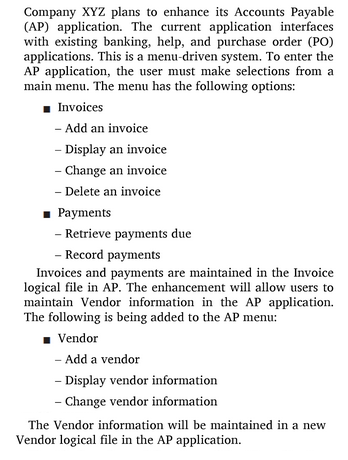 Company XYZ plans to enhance its Accounts Payable
(AP) application. The current application interfaces
with existing banking, help, and purchase order (PO)
applications. This is a menu-driven system. To enter the
AP application, the user must make selections from a
main menu. The menu has the following options:
■ Invoices
– Add an invoice
– Display an invoice
– Change an invoice
– Delete an invoice
■ Payments
– Retrieve payments due
– Record payments
Invoices and payments are maintained in the Invoice
logical file in AP. The enhancement will allow users to
maintain Vendor information in the AP application.
The following is being added to the AP menu:
■ Vendor
– Add a vendor
– Display vendor information
– Change vendor information
The Vendor information will be maintained in a new
Vendor logical file in the AP application.